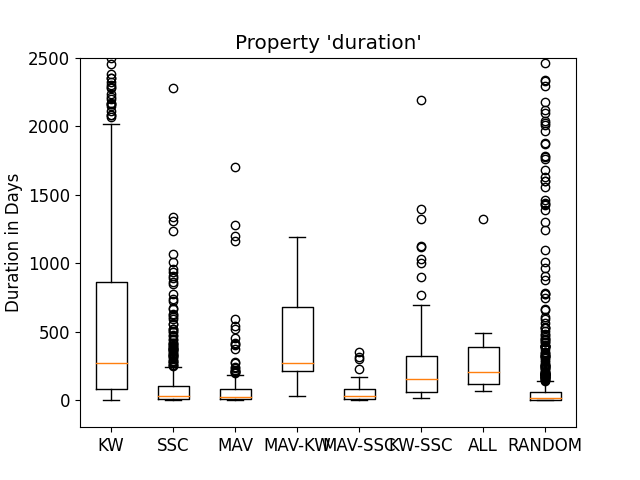 Property 'duration'
Duration in Days
2500
2000
1500
1000
500
0
KW SSC MAV MAV-KW MAV-SSC KW-SSC ALL RANDOM